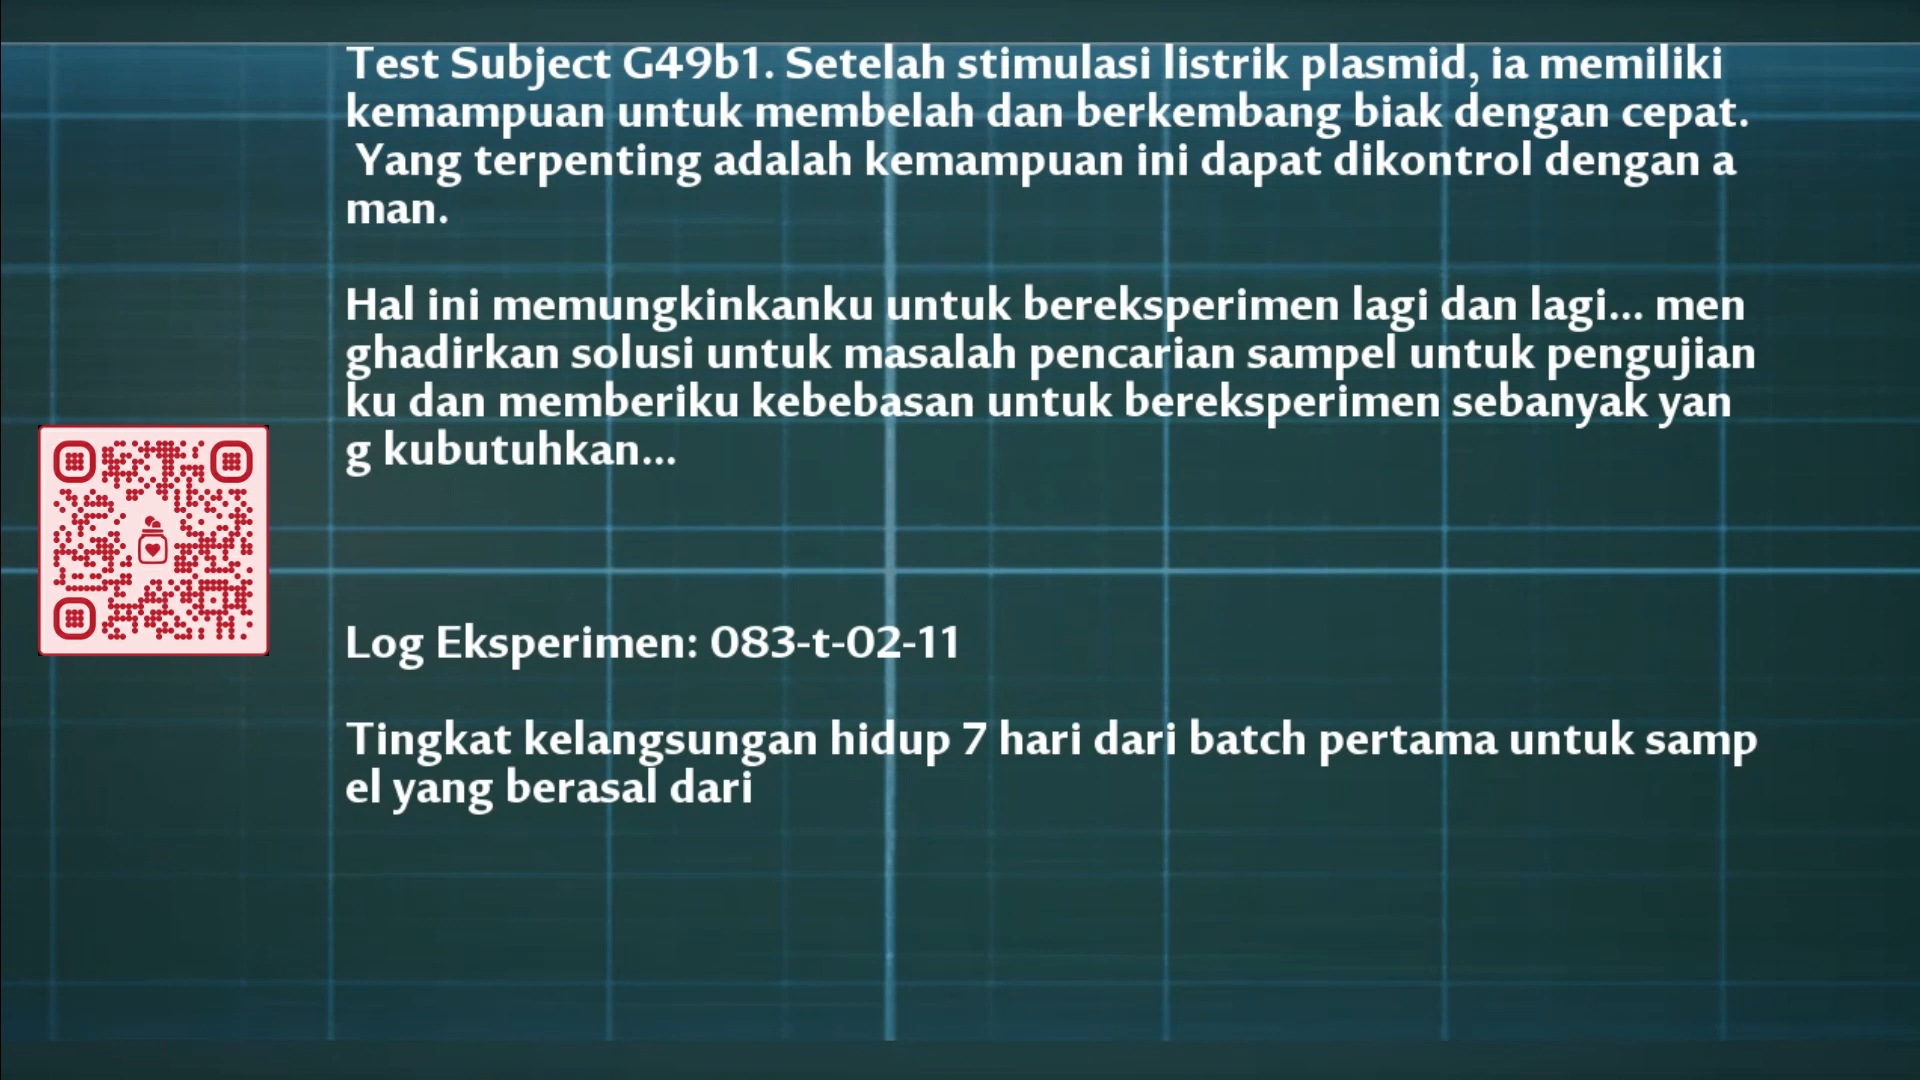 Test Subject G49b1. Setelah stimulasi listrik plasmid, ia memiliki
kemampuan untuk membelah dan berkembang biak dengan cepat.
Yang terpenting adalah kemampuan ini dapat dikontrol dengan a
man.
Hal ini memungkinkanku untuk bereksperimen lagi dan lagi... men
ghadirkan solusi untuk masalah pencarian sampel untuk pengujian
ku dan memberiku kebebasan untuk bereksperimen sebanyak yan
g kubutuhkan...
Log Eksperimen: 083-t-02-11
Tingkat kelangsungan hidup 7 hari dari batch pertama untuk samp
el yang berasal dari